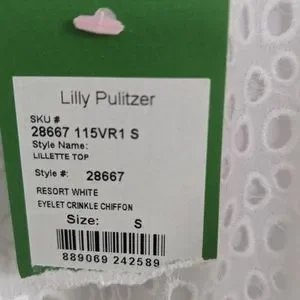 Lilly Pulitzer
SKU #
28667 115VR1 S
Style Name:
LILLETTE TOP
Style #: 28667
RESORT WHITE
EYELET CRINKLE CHIFFON
Size: S
889069 242589